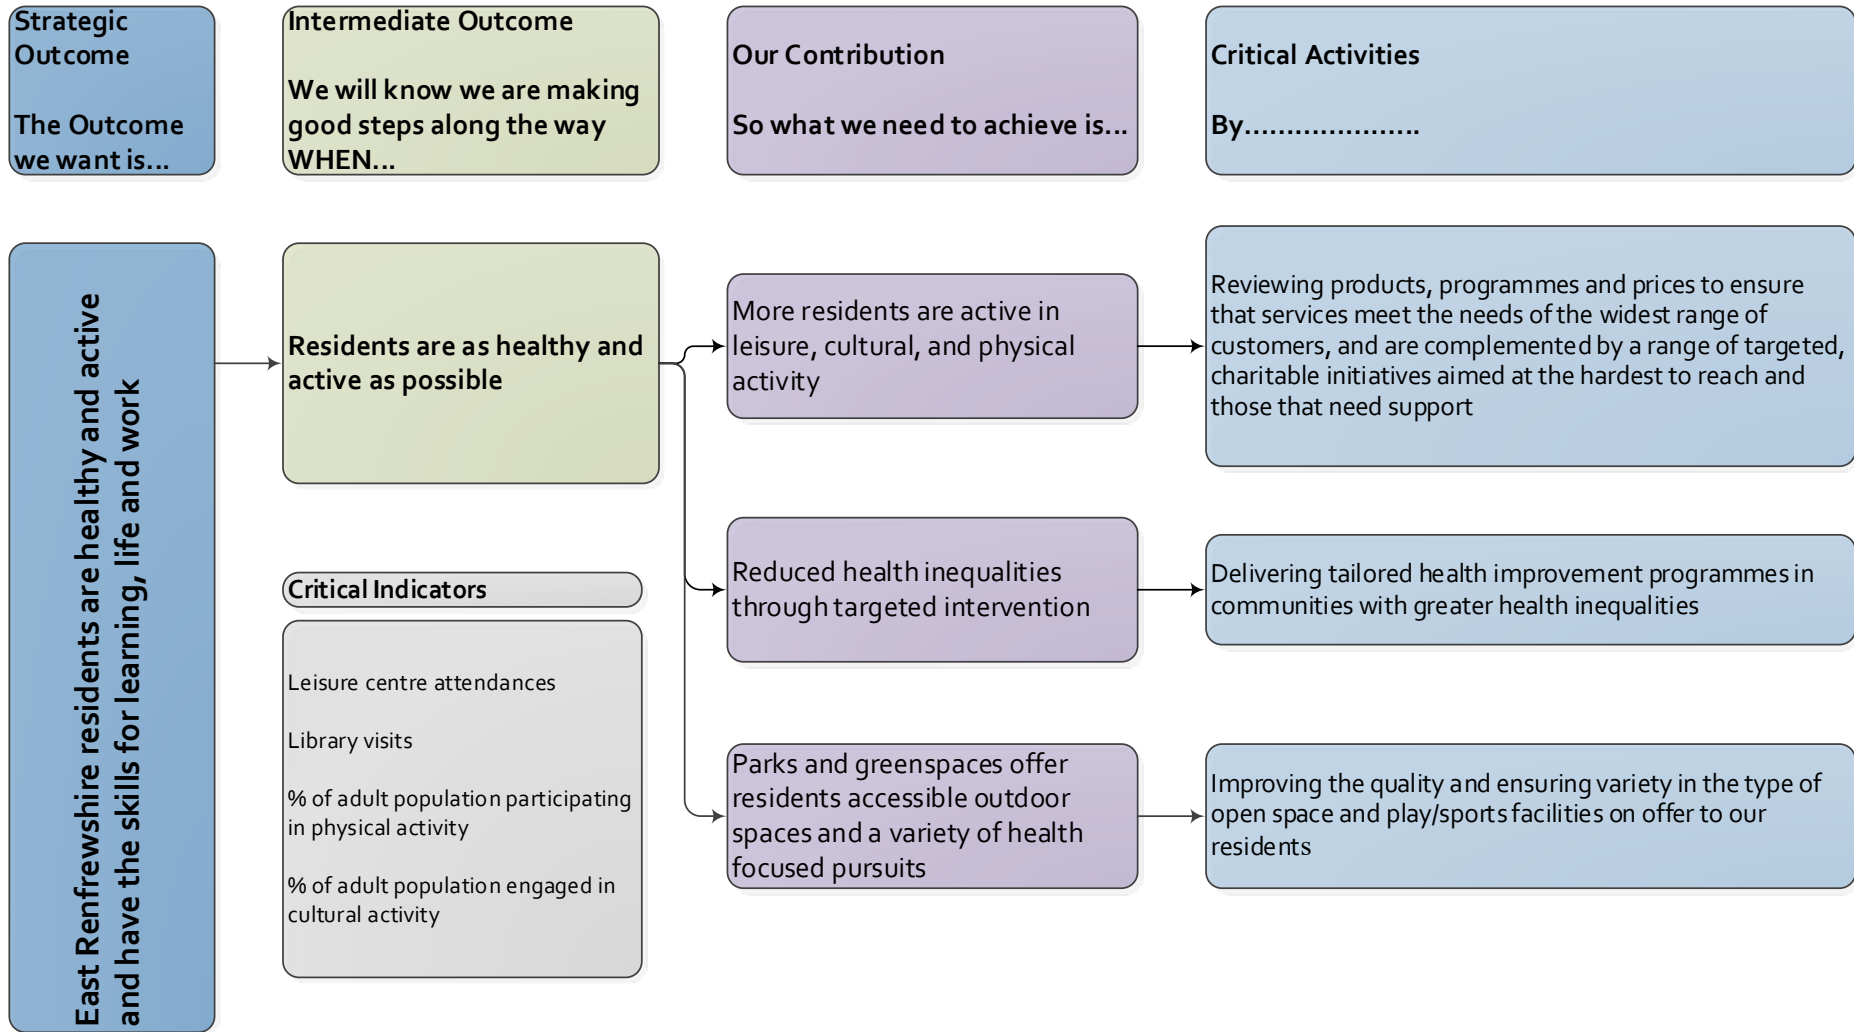 Strategic
Outcome
The Outcome
we want is...
Intermediate Outcome
We will know we are making
good steps along the way
WHEN...
Our Contribution
So what we need to achieve is...
Critical Activities
By.....................
East Renfrewshire residents are healthy and active
and have the skills for learning, life and work
Residents are as healthy and
active as possible
More residents are active in
leisure, cultural, and physical
activity
Reviewing products, programmes and prices to ensure
that services meet the needs of the widest range of
customers, and are complemented by a range of targeted,
charitable initiatives aimed at the hardest to reach and
those that need support
Reduced health inequalities
through targeted intervention
Delivering tailored health improvement programmes in
communities with greater health inequalities
Parks and greenspaces offer
residents accessible outdoor
spaces and a variety of health
focused pursuits
Improving the quality and ensuring variety in the type of
open space and play/sports facilities on offer to our
residents
Critical Indicators
Leisure centre attendances
Library visits
% of adult population participating
in physical activity
% of adult population engaged in
cultural activity